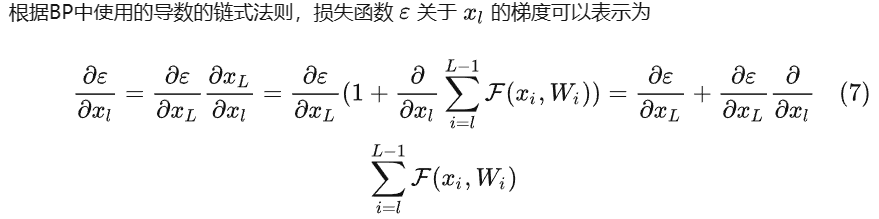 根据BP中使用的导数的链式法则，损失函数 ε 关于 x_l 的梯度可以表示为
∂ε/∂x_l = ∂ε/∂x_L ∂x_L/∂x_l = ∂ε/∂x_L (1 + ∂/∂x_l ∑_{i=l}^{L−1} F(x_i, W_i)) = ∂ε/∂x_L + ∂ε/∂x_L ∂/∂x_l (7)
∑_{i=l}^{L−1} F(x_i, W_i)